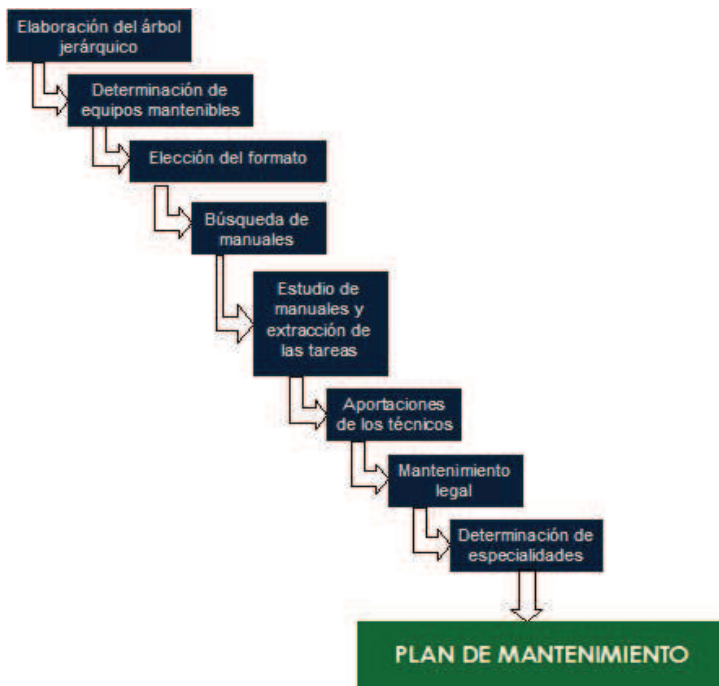 Elaboración del árbol
jerárquico
Determinación de
equipos mantenibles
Elección del formato
Búsqueda de
manuales
Estudio de
manuales y
extracción de
las tareas
Aportaciones
de los técnicos
Mantenimiento
legal
Determinación de
especialidades
PLAN DE MANTENIMIENTO